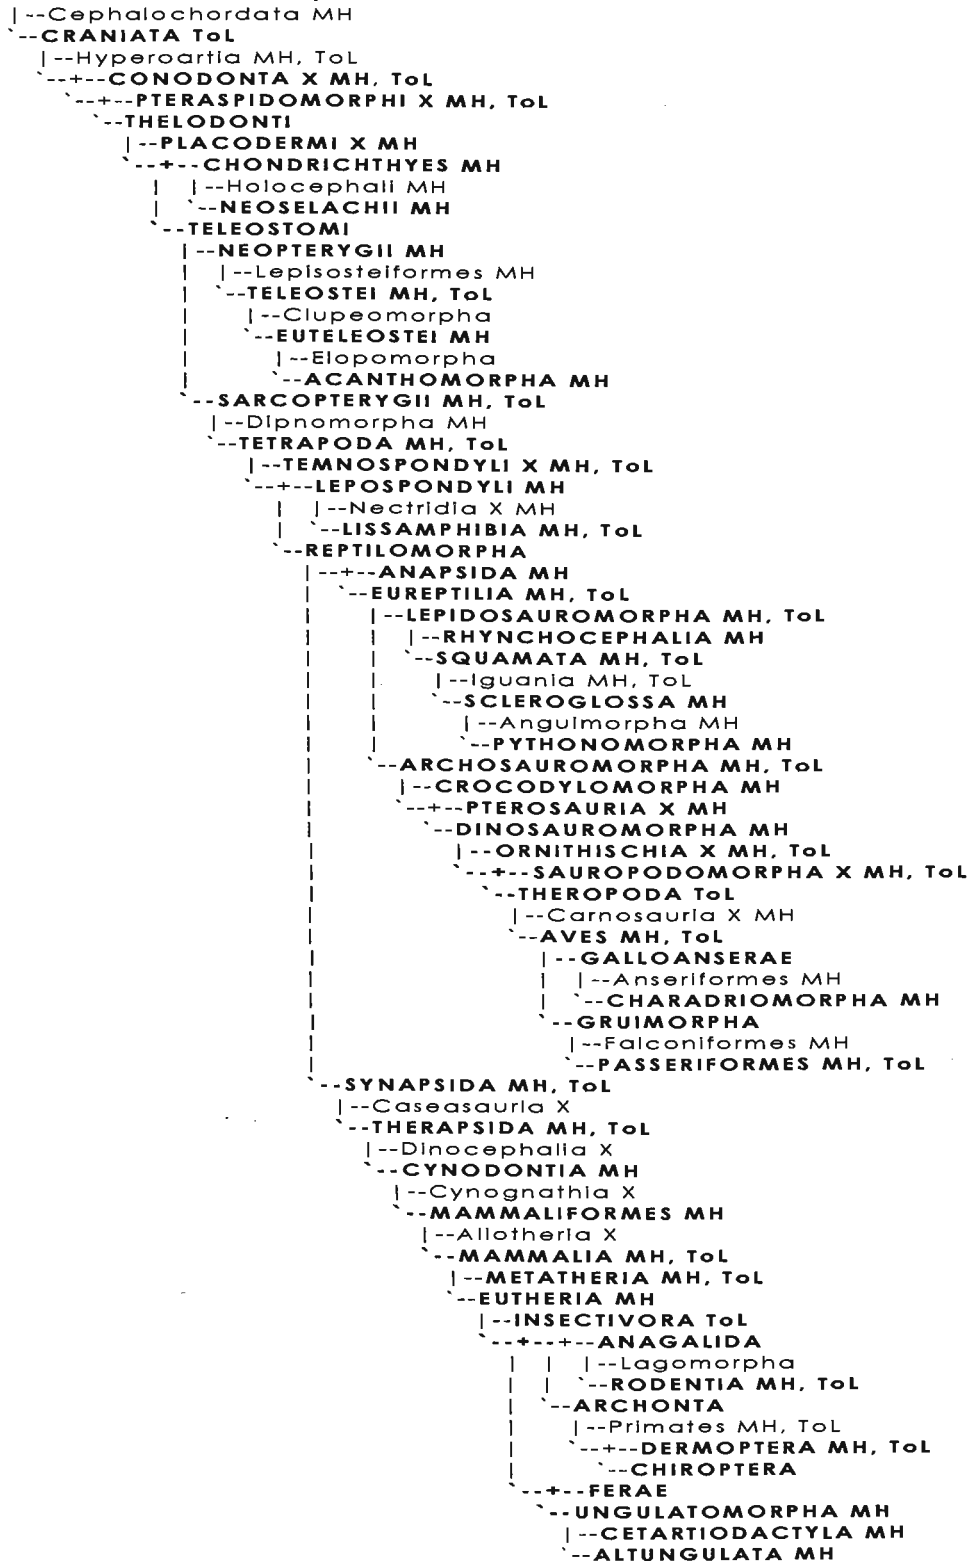 |--Cephalochordata MH
`--CRANIATA ToL
|--Hyperoartia MH, ToL
`--+--CONODONTA X MH, ToL
`--+--PTERASPIDOMORPHI X MH, ToL
`--THELODONTI
|--PLACODERMI X MH
`--+--CHONDRICHTHYES MH
| |--Holocephali MH
| `--NEOSELACHII MH
`--TELEOSTOMI
|--NEOPTERYGII MH
| |--Lepisosteiformes MH
| `--TELEOSTEI MH, ToL
| |--Clupeomorpha
| `--EUTELEOSTEI MH
| |--Elopomorpha
| `--ACANTHOMORPHA MH
`--SARCOPTERYGII MH, ToL
|--Dipnomorpha MH
`--TETRAPODA MH, ToL
|--TEMNOSPONDYLI X MH, ToL
`--+--LEPOSPONDYLI MH
| |--Nectridia X MH
| `--LISSAMPHIBIA MH, ToL
`--REPTILOMORPHA
|--+--ANAPSIDA MH
| `--EUREPTILIA MH, ToL
| |--LEPIDOSAUROMORPHA MH, ToL
| | |--RHYNCHOCEPHALIA MH
| | `--SQUAMATA MH, ToL
| | |--Iguania MH, ToL
| | `--SCLEROGLOSSA MH
| | |--Anguimorpha MH
| | `--PYTHONOMORPHA MH
| `--ARCHOSAUROMORPHA MH, ToL
| |--CROCODYLOMORPHA MH
| `--+--PTEROSAURIA X MH
| `--DINOSAUROMORPHA MH
| |--ORNITHISCHIA X MH, ToL
| `--+--SAUROPODOMORPHA X MH, ToL
| `--THEROPODA ToL
| |--Carnosauria X MH
| `--AVES MH, ToL
| |--GALLOANSERAE
| | |--Anseriformes MH
| | `--CHARADRIOMORPHA MH
| `--GRUIMORPHA
| |--Falconiformes MH
| `--PASSERIFORMES MH, ToL
`--SYNAPSIDA MH, ToL
|--Caseasauria X
`--THERAPSIDA MH, ToL
|--Dinocephalia X
`--CYNODONTIA MH
|--Cynognathia X
`--MAMMALIFORMES MH
|--Allotheria X
`--MAMMALIA MH, ToL
|--METATHERIA MH, ToL
`--EUTHERIA MH
|--INSECTIVORA ToL
`--+--+--ANAGALIDA
| | |--Lagomorpha
| | `--RODENTIA MH, ToL
| `--ARCHONTA
| |--Primates MH, ToL
| `--+--DERMOPTERA MH, ToL
| `--CHIROPTERA
`--+--FERAE
`--UNGULATOMORPHA MH
|--CETARTIODACTYLA MH
`--ALTUNGULATA MH